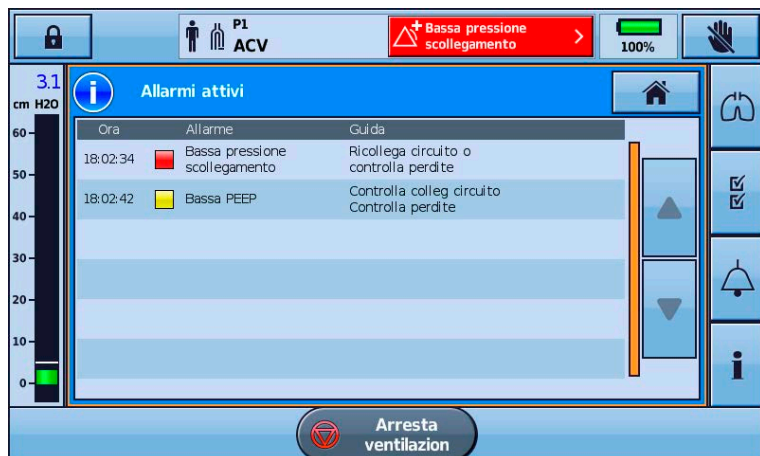 P1
ACV
Bassa pressione
scollegamento
100%
3.1
cm H2O
Allarmi attivi
60
50
40
30
20
10
0
Ora Allarme Guida
18:02:34 Bassa pressione
scollegamento Ricollega circuito o
controlla perdite
18:02:42 Bassa PEEP Controlla colleg circuito
Controlla perdite
Arresta
ventilazion